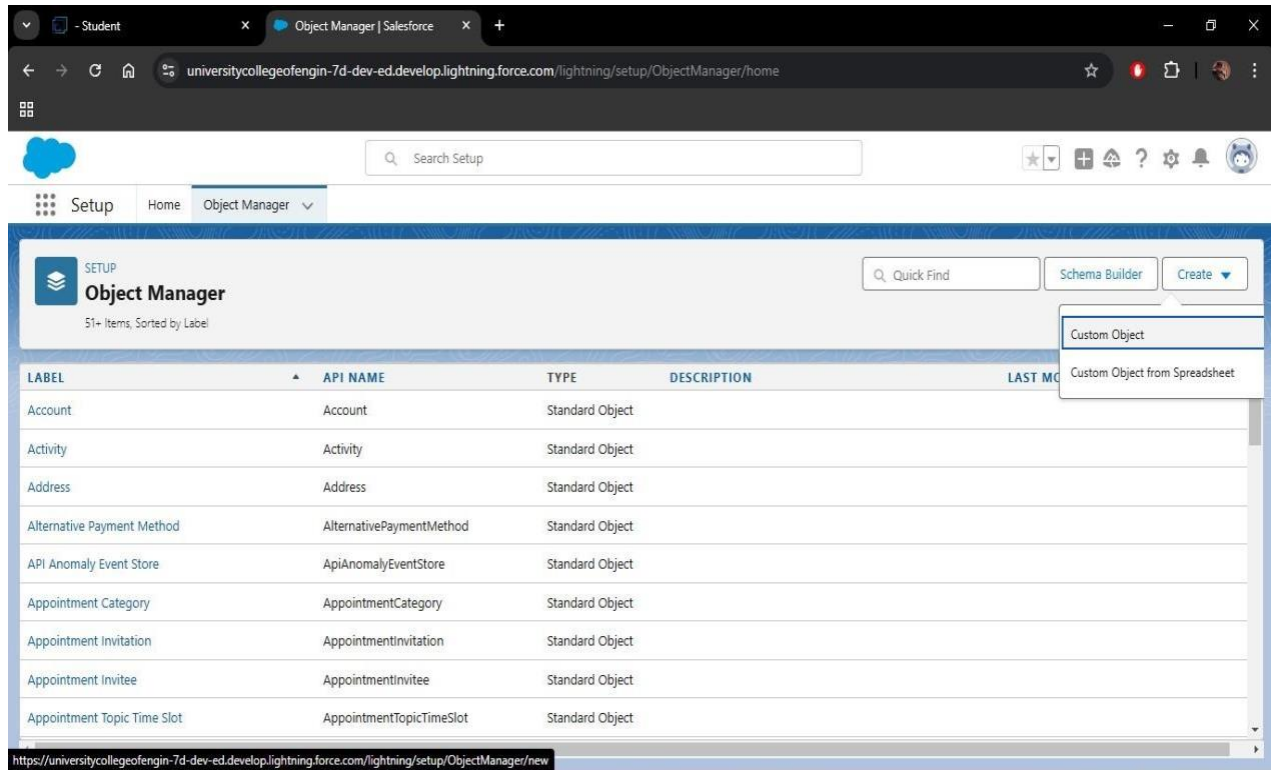 - Student
Object Manager | Salesforce
universitycollegeofengin-7d-dev-ed.develop.lightning.force.com/lightning/setup/ObjectManager/home
Search Setup
Setup Home Object Manager
SETUP
Object Manager
51+ Items, Sorted by Label
Quick Find
Schema Builder
Create
Custom Object
Custom Object from Spreadsheet
LABEL API NAME TYPE DESCRIPTION LAST MO
Account Account Standard Object
Activity Activity Standard Object
Address Address Standard Object
Alternative Payment Method AlternativePaymentMethod Standard Object
API Anomaly Event Store ApiAnomalyEventStore Standard Object
Appointment Category AppointmentCategory Standard Object
Appointment Invitation AppointmentInvitation Standard Object
Appointment Invitee AppointmentInvitee Standard Object
Appointment Topic Time Slot AppointmentTopicTimeSlot Standard Object
https://universitycollegeofengin-7d-dev-ed.develop.lightning.force.com/lightning/setup/ObjectManager/new